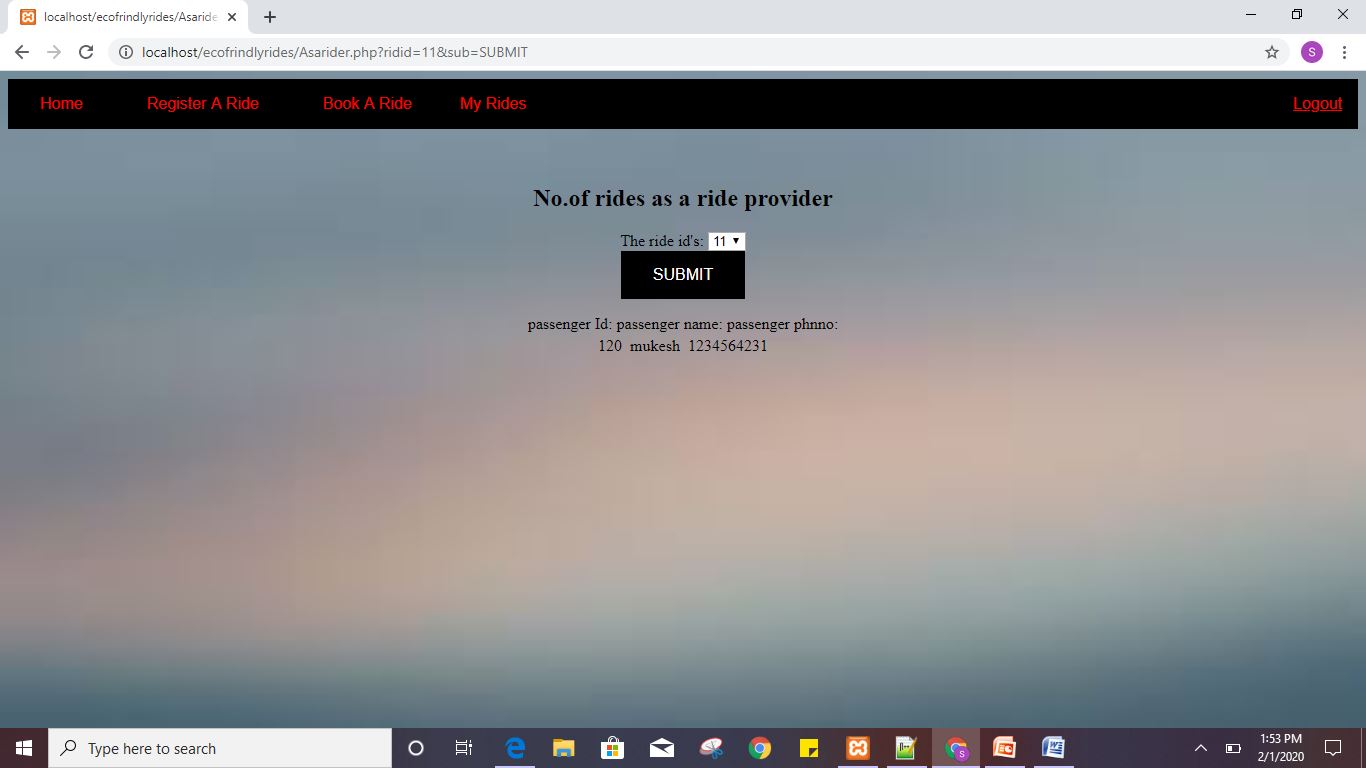 localhost/ecofrindlyrides/Asaride
localhost/ecofrindlyrides/Asarider.php?ridid=11&sub=SUBMIT
S
Home Register A Ride Book A Ride My Rides Logout
No.of rides as a ride provider
The ride id's: 11
SUBMIT
passenger Id: passenger name: passenger phnno:
120 mukesh 1234564231
Type here to search
1:53 PM
2/1/2020